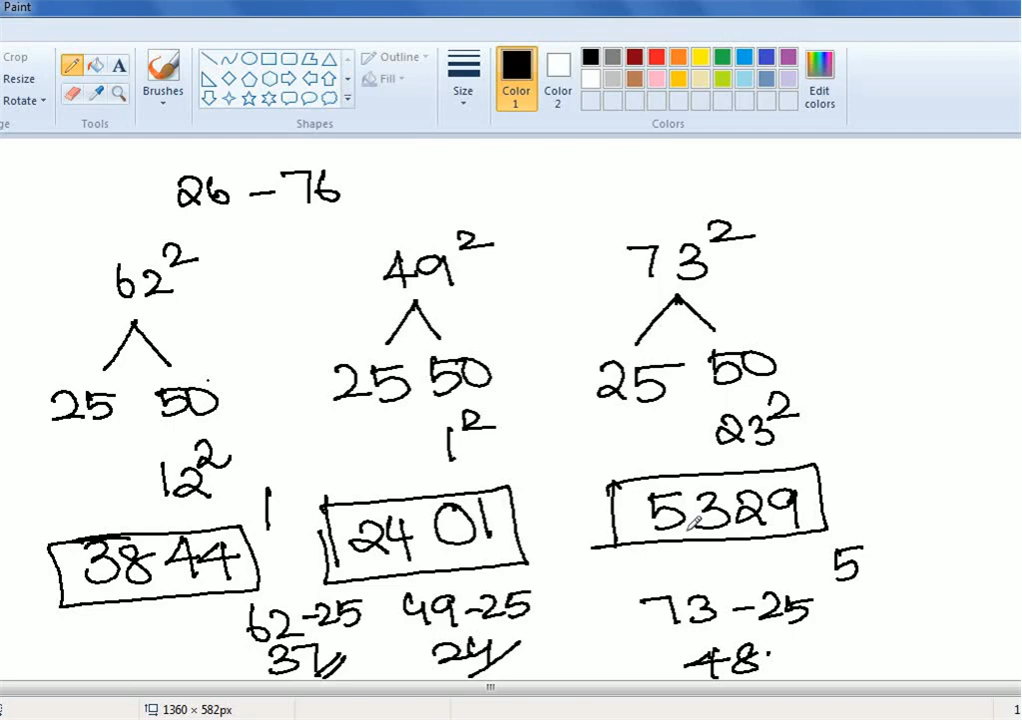 Paint
Crop
Resize
Rotate
ge
Tools
A
Brushes
Shapes
Outline
Fill
Size
Color 1
Color 2
Edit colors
Colors
26 - 76
62²
49²
73²
25 50
25 50
25 50
12²
1²
23²
3844
1
2401
5329
5
62-25
49-25
73-25
37
24
48
1360 × 582px
1